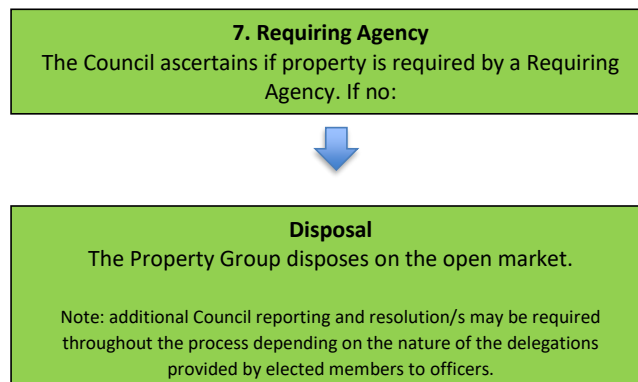 7. Requiring Agency
The Council ascertains if property is required by a Requiring
Agency. If no:
Disposal
The Property Group disposes on the open market.
Note: additional Council reporting and resolution/s may be required
throughout the process depending on the nature of the delegations
provided by elected members to officers.